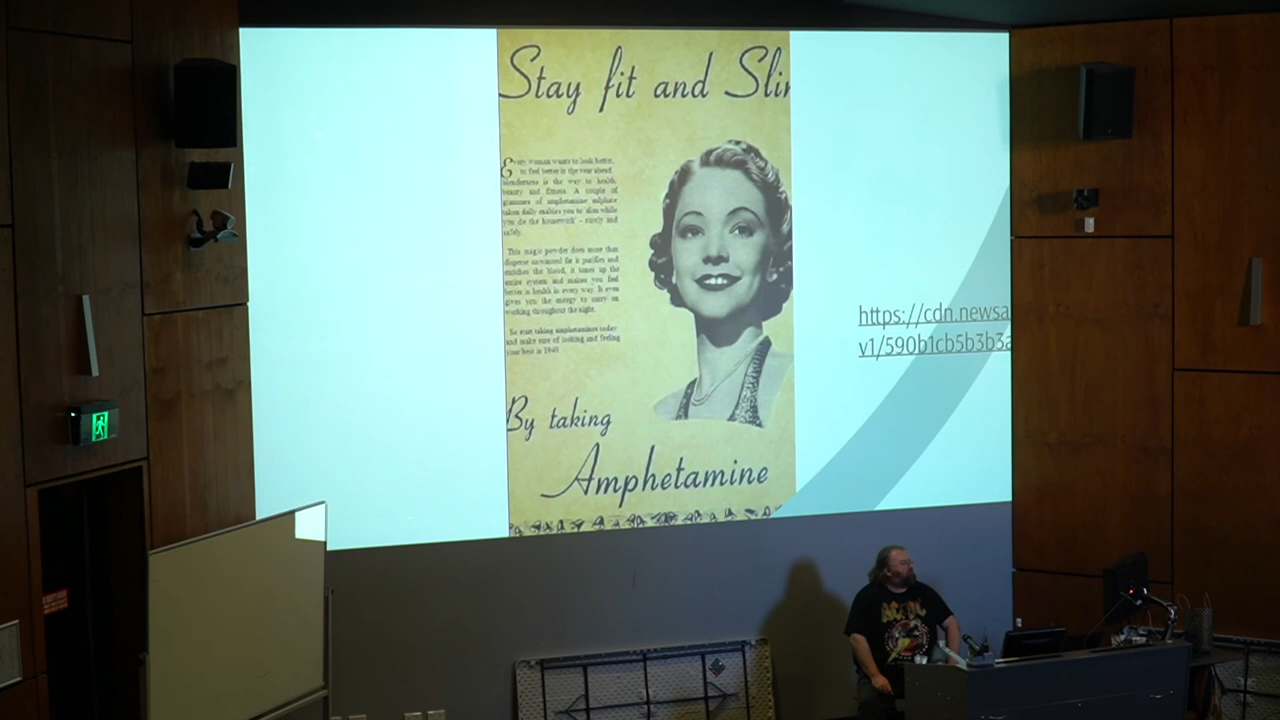 Stay fit and Slim
Every woman wants to look better,
to feel better in the year ahead.
Slenderness is the way to health,
beauty and fitness. A couple of
grammes of amphetamine sulphate
taken daily enables you to 'slim while
you do the housework' – surely and
safely.
This magic powder does more than
disperse unwanted fat it purifies and
enriches the blood, it tones up the
entire system and makes you feel
better in health in every way. It even
gives you the energy to carry on
working throughout the night.
So start taking amphetamines today
and make sure of looking and feeling
your best in 1940
By taking
Amphetamine
https://cdn.newsa
v1/590b1cb5b3b3a
AC DC